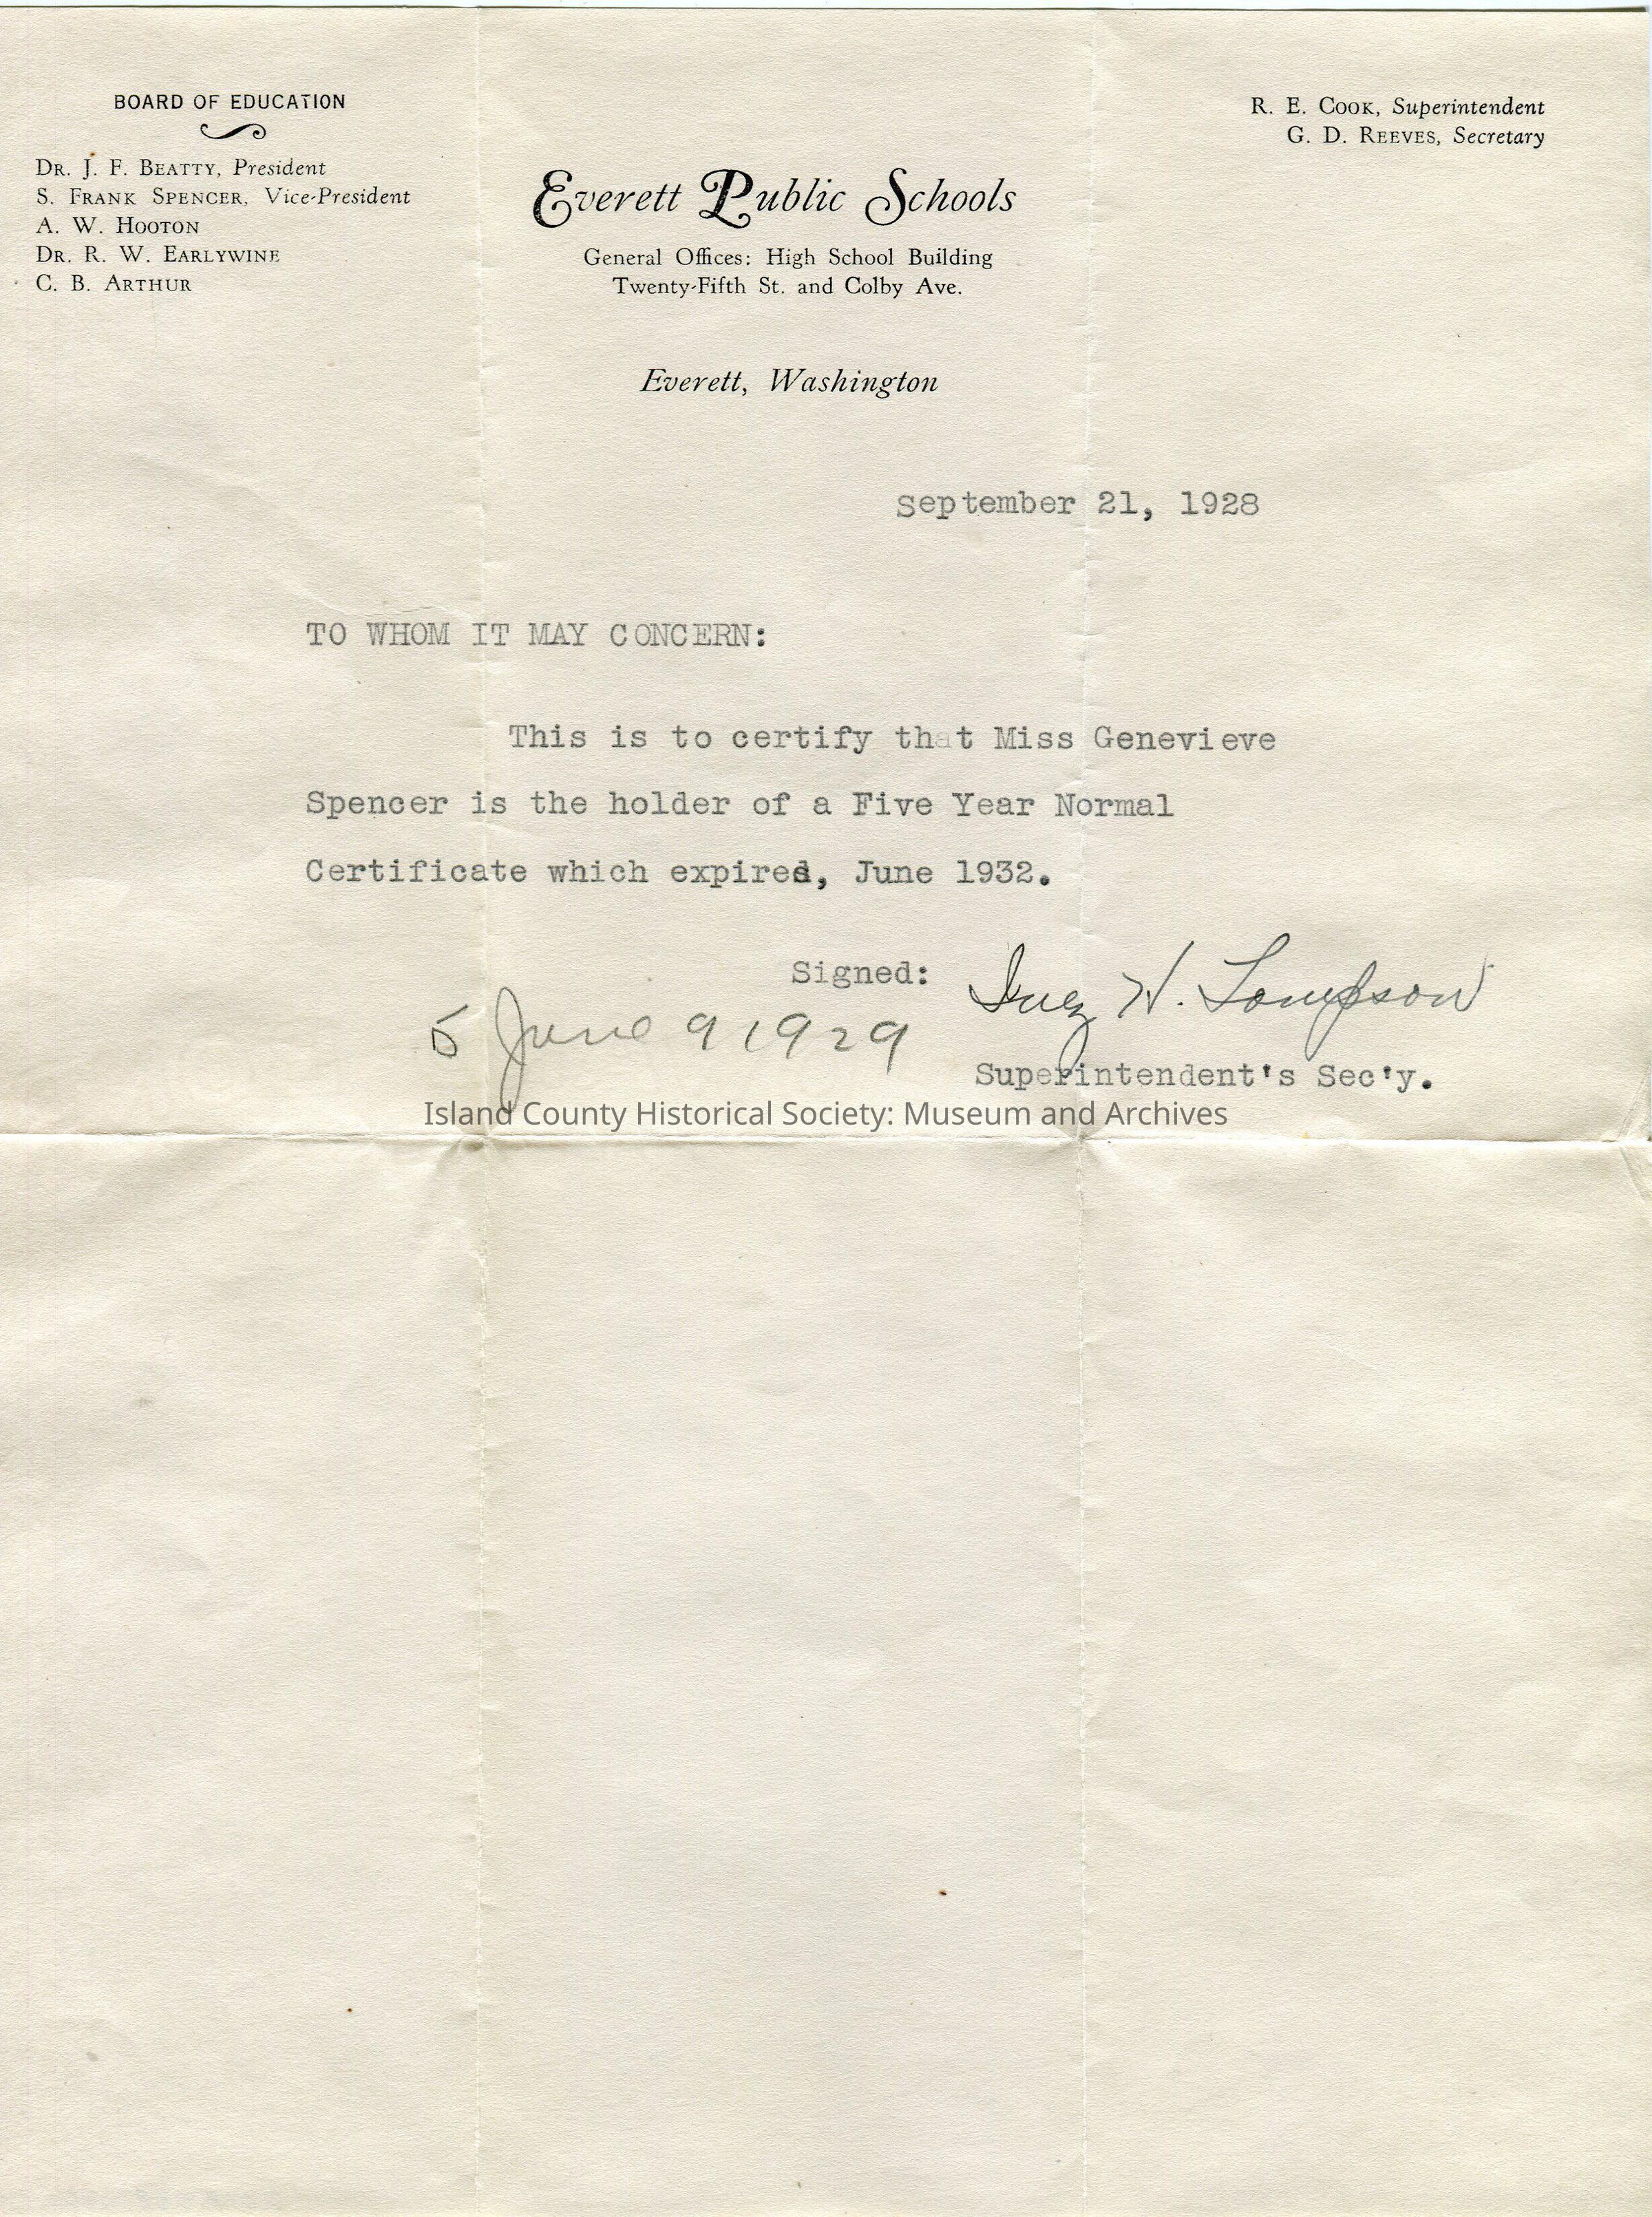 BOARD OF EDUCATION
DR. J. F. BEATTY, President
S. FRANK SPENCER, Vice-President
A. W. HOOTON
DR. R. W. EARLYWINE
C. B. ARTHUR
R. E. COOK, Superintendent
G. D. REEVES, Secretary
Everett Public Schools
General Offices: High School Building
Twenty-Fifth St. and Colby Ave.
Everett, Washington
September 21, 1928
TO WHOM IT MAY CONCERN:
This is to certify that Miss Genevieve
Spencer is the holder of a Five Year Normal
Certificate which expires, June 1932.
Signed: Inez H. Tompson
5 June 9 1929
Superintendent's Sec'y.
Island County Historical Society: Museum and Archives